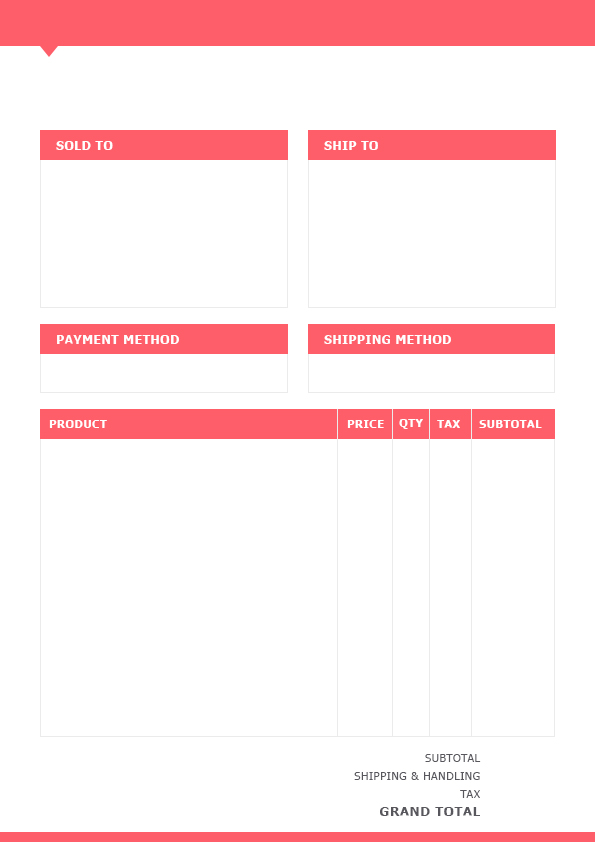 SOLD TO
SHIP TO
PAYMENT METHOD
SHIPPING METHOD
PRODUCT PRICE QTY TAX SUBTOTAL
SUBTOTAL
SHIPPING & HANDLING
TAX
GRAND TOTAL